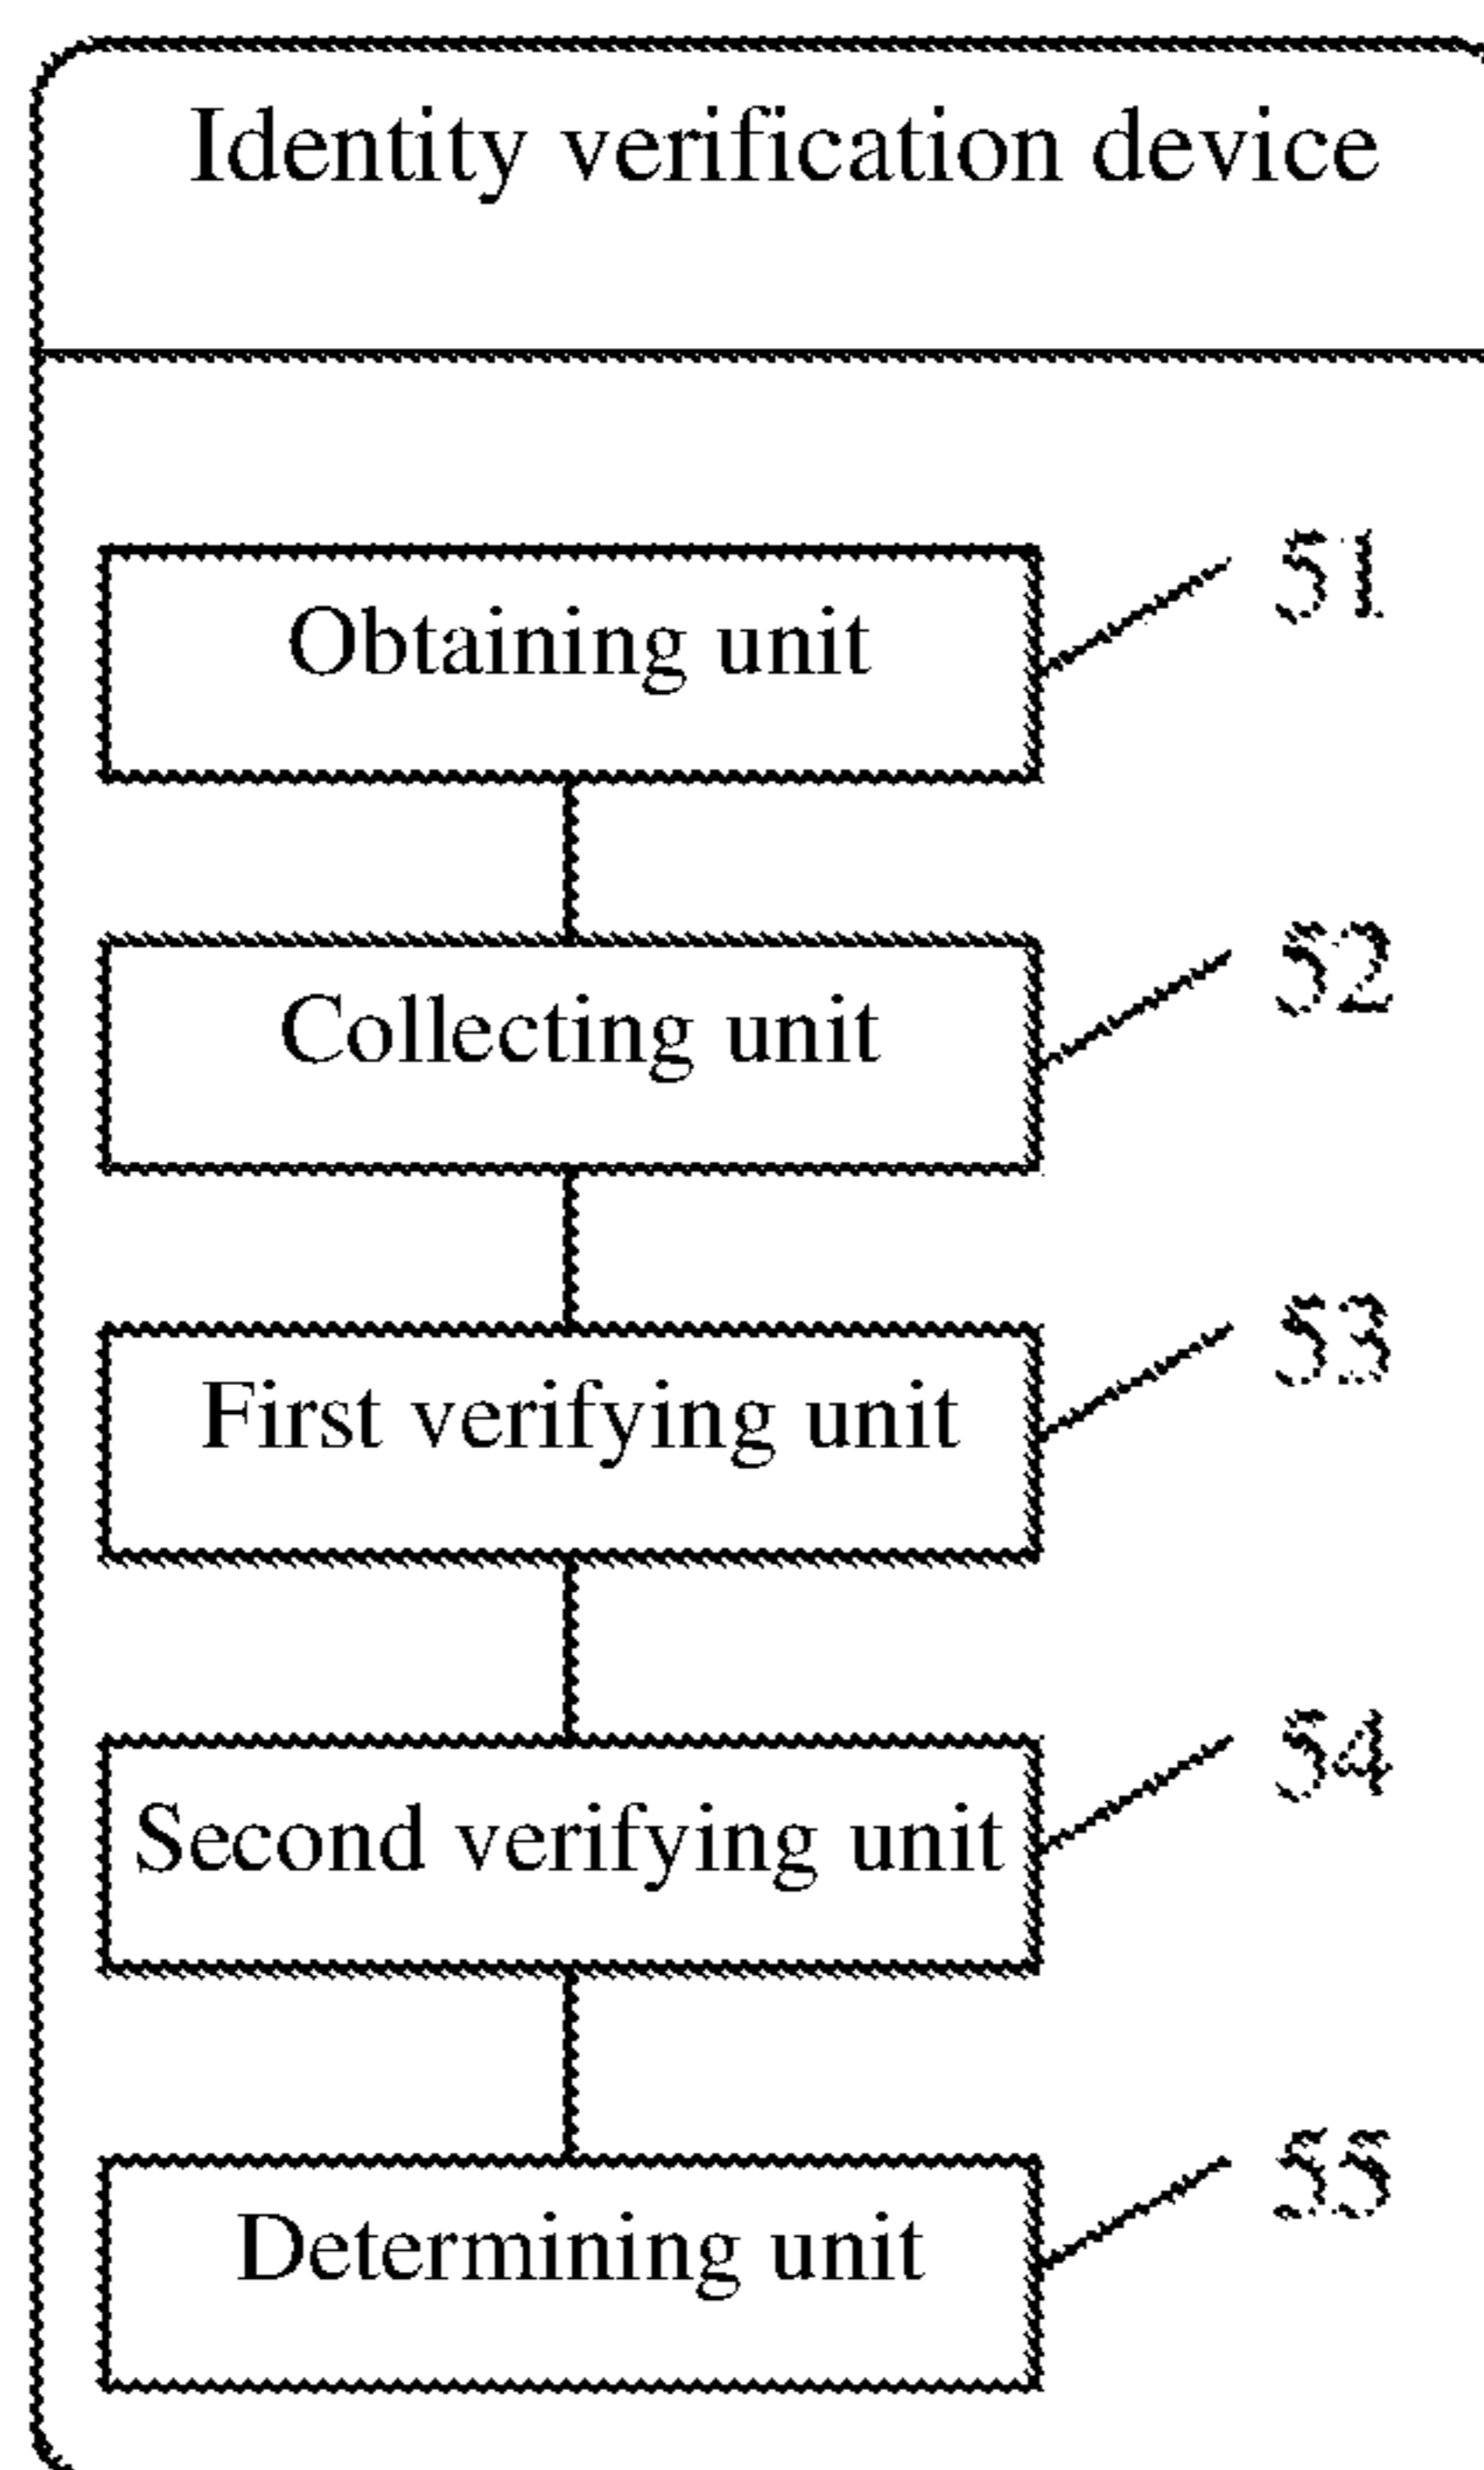 Identity verification device
Obtaining unit 51
Collecting unit 52
First verifying unit 53
Second verifying unit 54
Determining unit 55